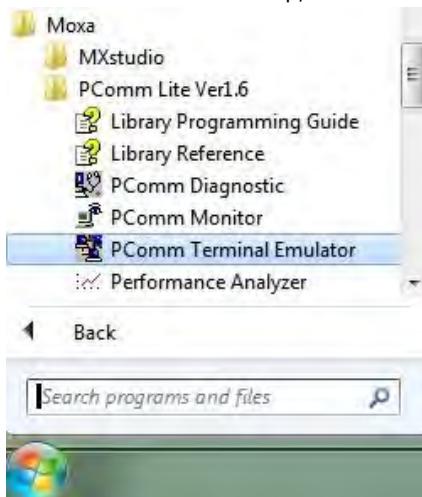 Moxa
MXstudio
PComm Lite Ver1.6
Library Programming Guide
Library Reference
PComm Diagnostic
PComm Monitor
PComm Terminal Emulator
Performance Analyzer
Back
Search programs and files